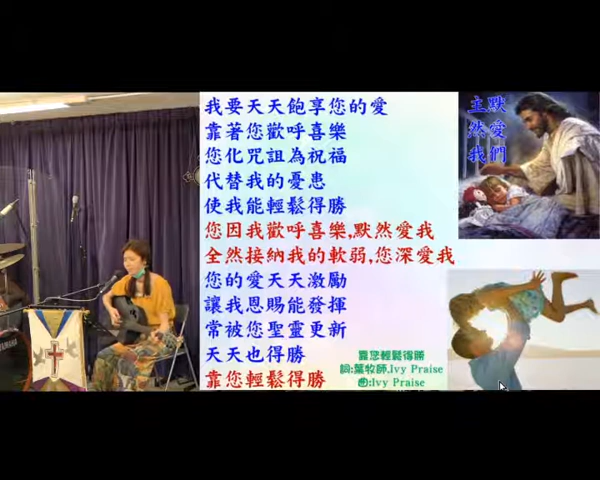 我要天天飽享您的愛
靠著您歡呼喜樂
您化咒詛為祝福
代替我的憂患
使我能輕鬆得勝
您因我歡呼喜樂,默然愛我
全然接納我的軟弱,您深愛我
您的愛天天激勵
讓我恩賜能發揮
常被您聖靈更新
天天也得勝
靠您輕鬆得勝
靠您輕鬆得勝
詞:葉牧師,Ivy Praise
曲:Ivy Praise
主默
然愛
我們
YAMAHA